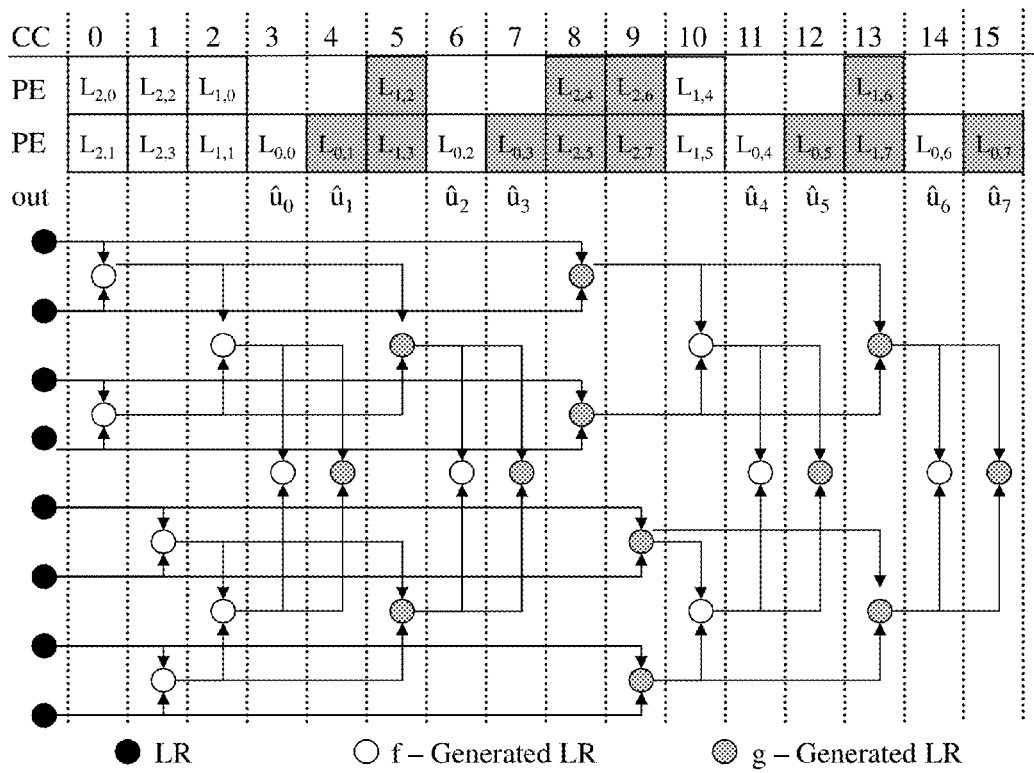 CC 0 1 2 3 4 5 6 7 8 9 10 11 12 13 14 15
PE L2,0 L2,2 L1,0 L1,2 L2,4 L2,6 L1,4 L1,6
PE L2,1 L2,3 L1,1 L0,0 L0,1 L1,3 L0,2 L0,3 L2,5 L2,7 L1,5 L0,4 L0,5 L1,7 L0,6 L0,7
out û0 û1 û2 û3 û4 û5 û6 û7
LR f – Generated LR g – Generated LR